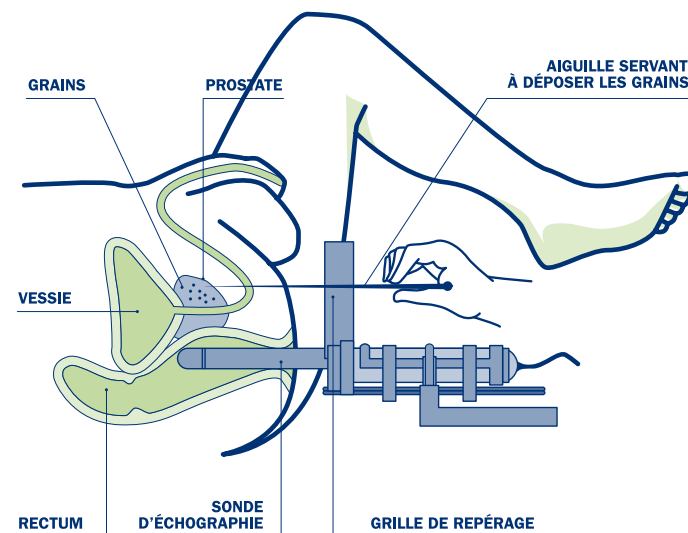 GRAINS
PROSTATE
AIGUILLE SERVANT
À DÉPOSER LES GRAINS
VESSIE
RECTUM
SONDE
D'ÉCHOGRAPHIE
GRILLE DE REPÉRAGE